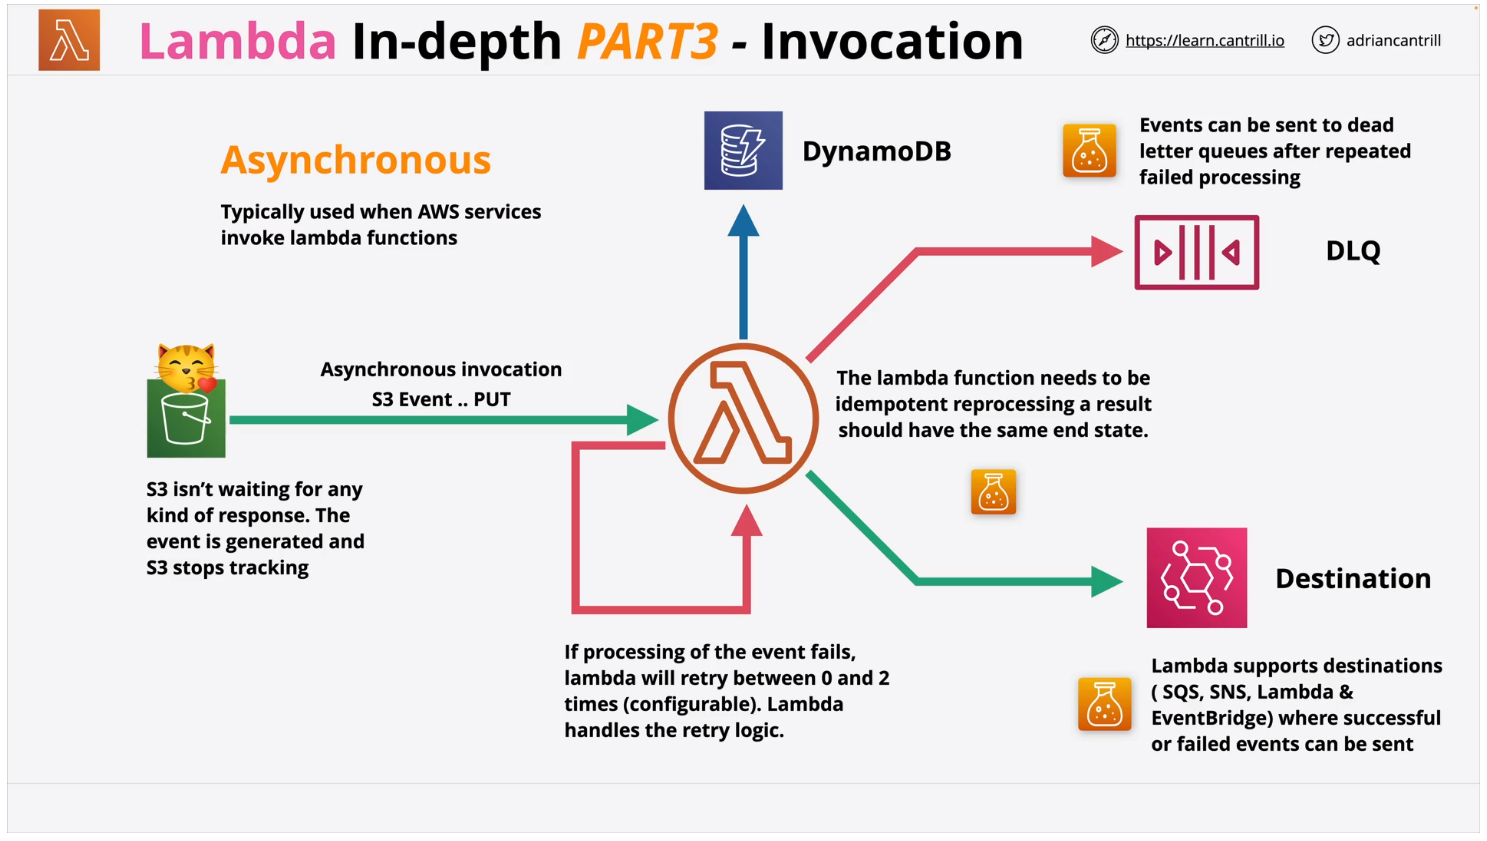 Lambda In-depth PART3 - Invocation
https://learn.cantrill.io
adriancantrill
Asynchronous
Typically used when AWS services
invoke lambda functions
DynamoDB
Events can be sent to dead
letter queues after repeated
failed processing
DLQ
Asynchronous invocation
S3 Event .. PUT
The lambda function needs to be
idempotent reprocessing a result
should have the same end state.
S3 isn’t waiting for any
kind of response. The
event is generated and
S3 stops tracking
Destination
If processing of the event fails,
lambda will retry between 0 and 2
times (configurable). Lambda
handles the retry logic.
Lambda supports destinations
( SQS, SNS, Lambda &
EventBridge) where successful
or failed events can be sent